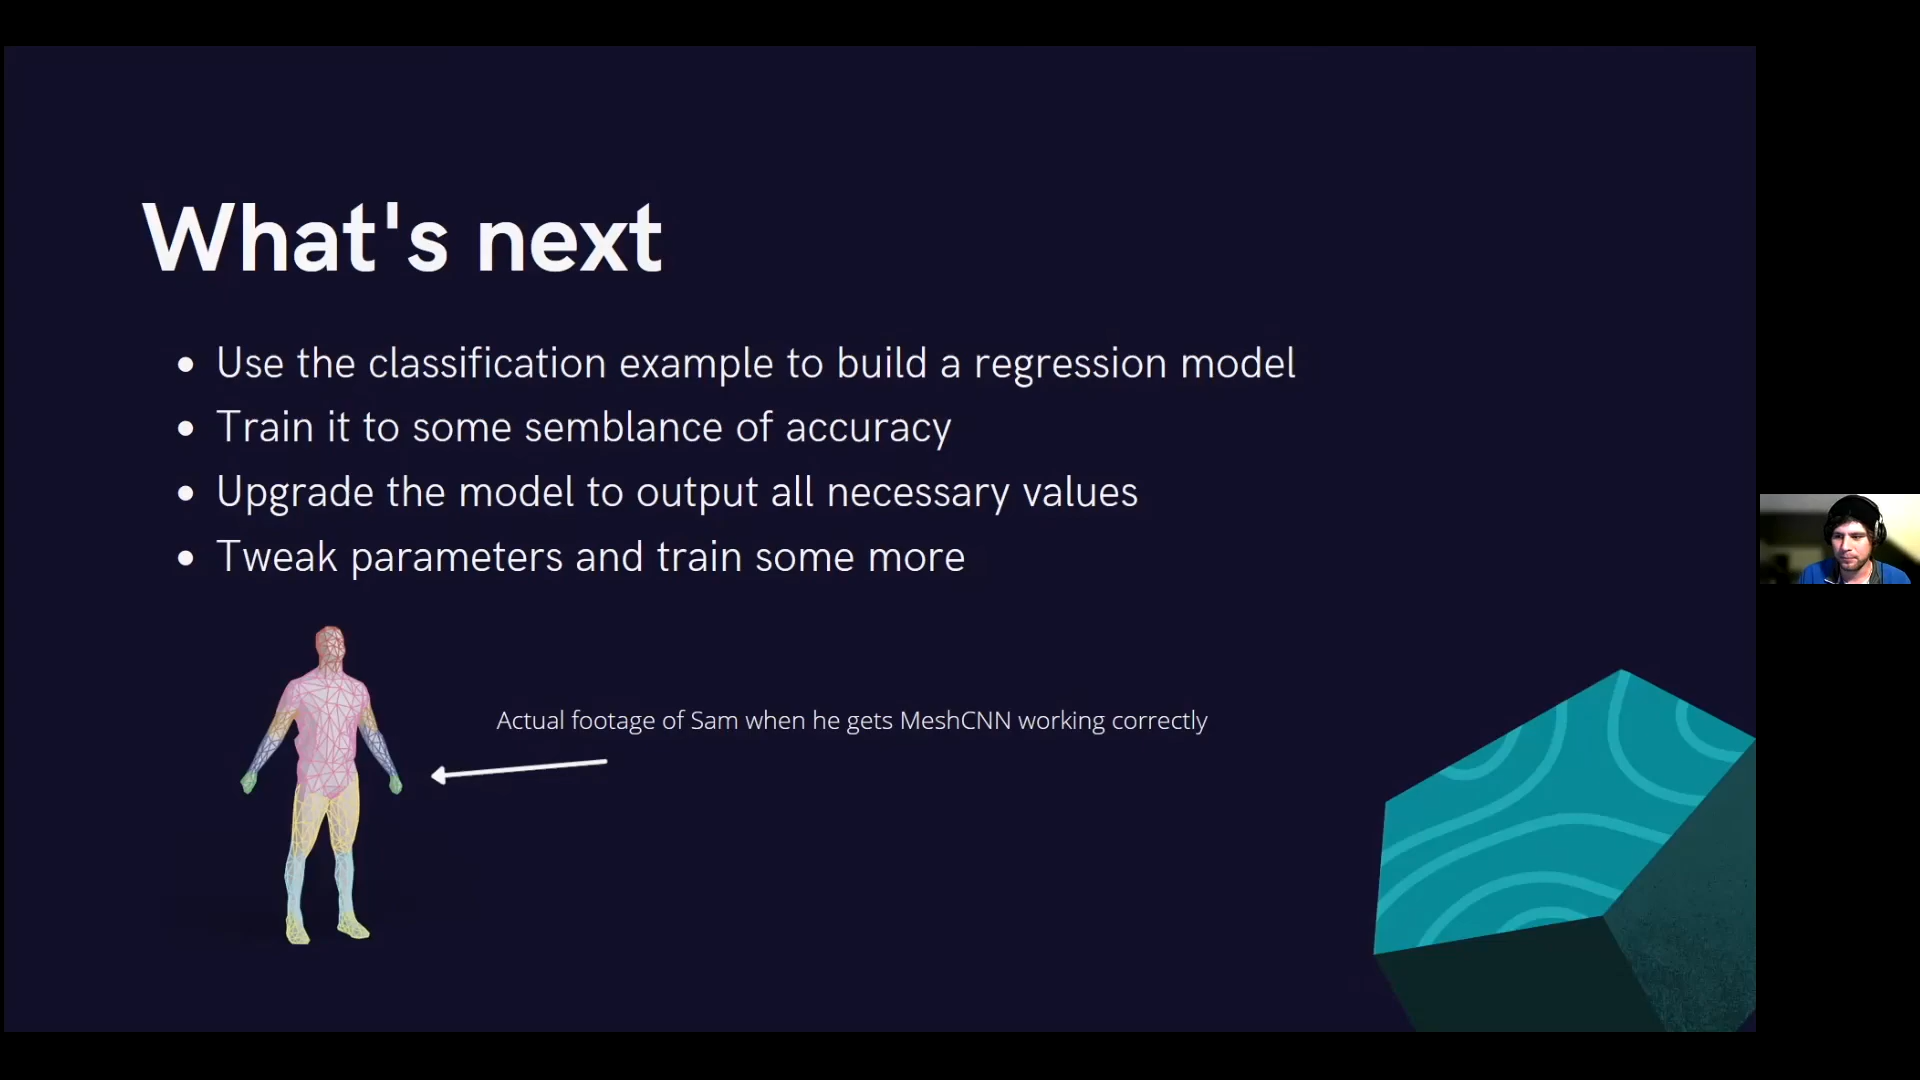 What's next
Use the classification example to build a regression model
Train it to some semblance of accuracy
Upgrade the model to output all necessary values
Tweak parameters and train some more
Actual footage of Sam when he gets MeshCNN working correctly